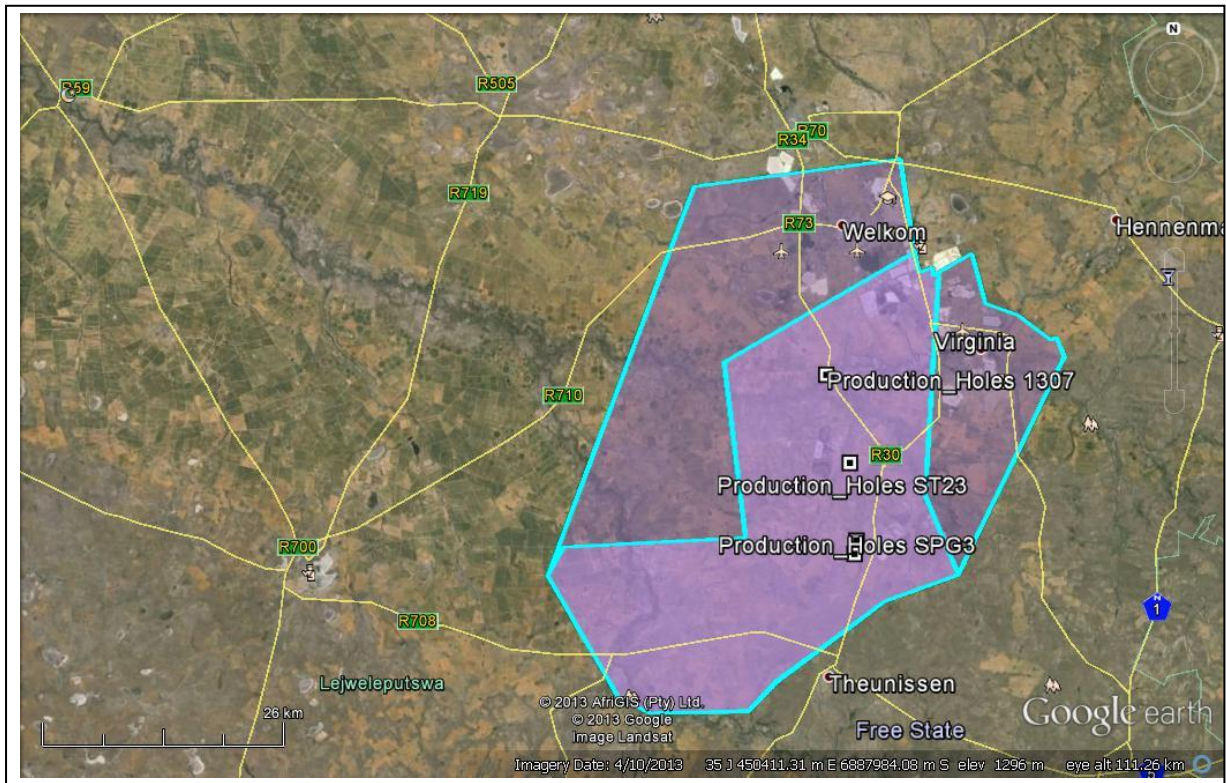 N
R59
R505
R70
R34
R719
R73
Welkom
Hennenma
Virginia
Production_Holes 1307
R710
R30
Production_Holes ST23
Production_Holes SPG3
R700
N
1
R708
Lejweleputswa
Theunissen
26 km
© 2013 AfriGIS (Pty) Ltd.
© 2013 Google
Image Landsat
Google earth
Free State
Imagery Date: 4/10/2013 35 J 450411.31 m E 6887984.08 m S elev 1296 m eye alt 111.26 km